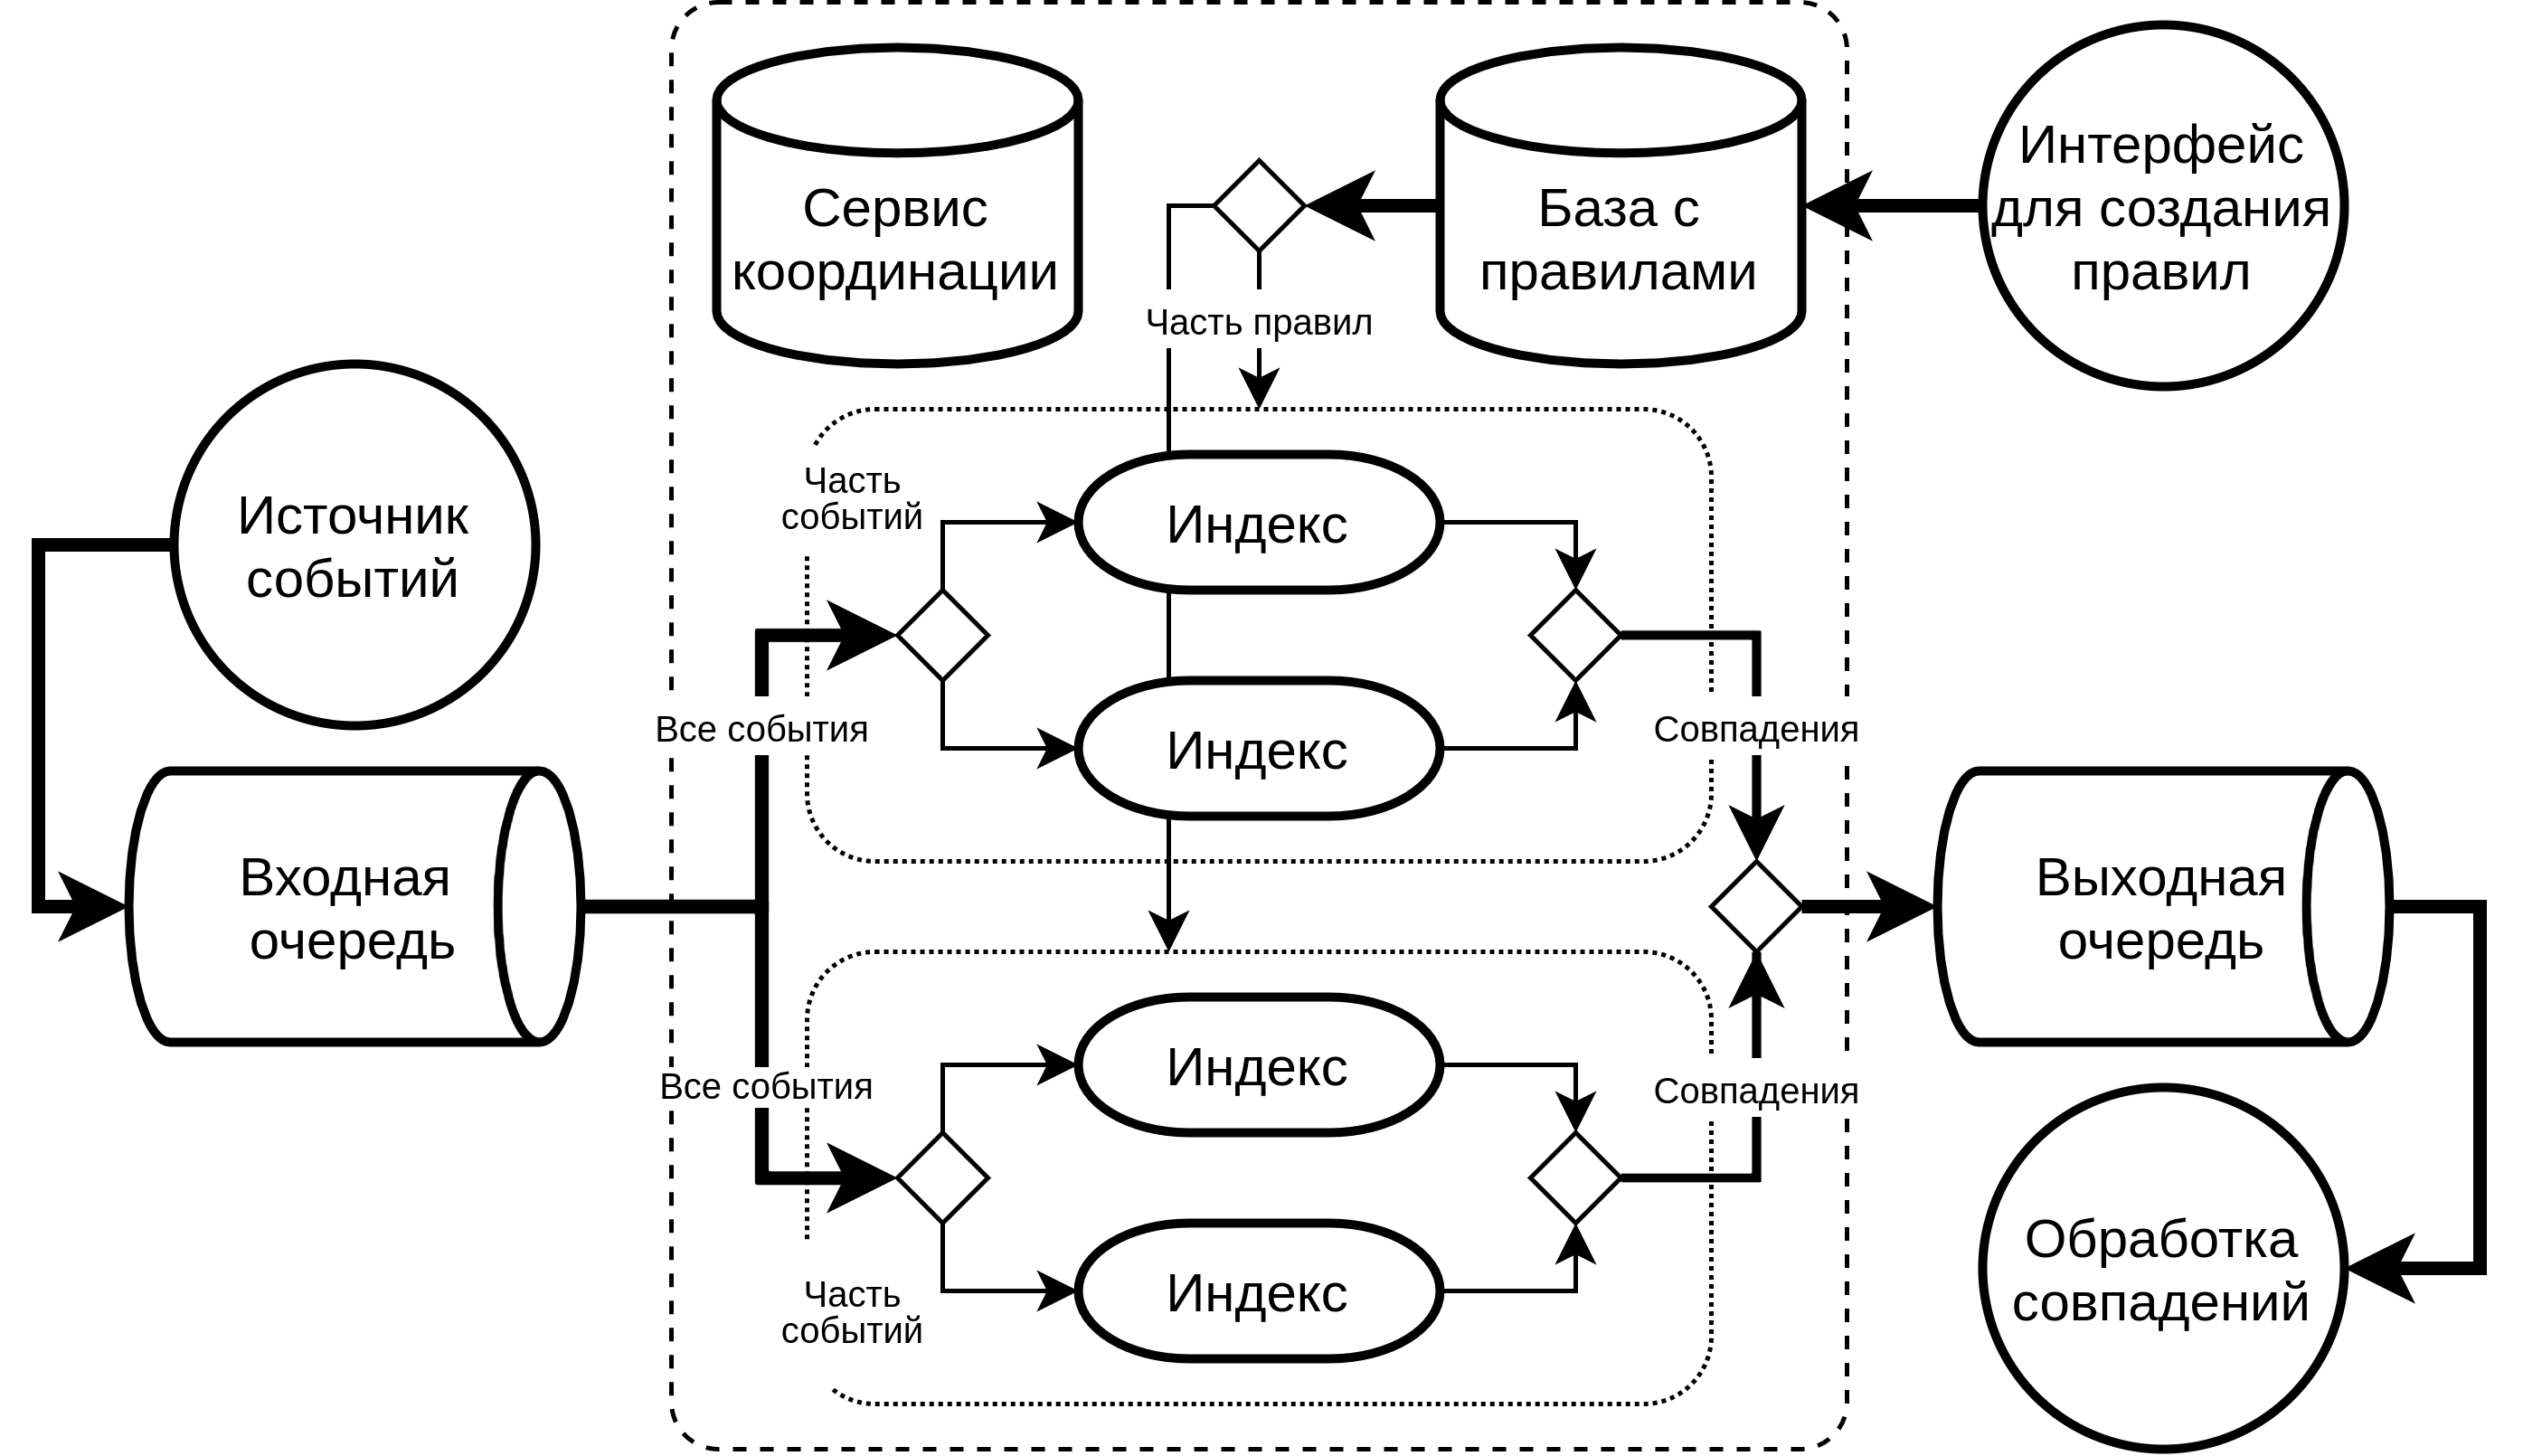 Сервис
координации
База с
правилами
Интерфейс
для создания
правил
Часть правил
Источник
событий
Часть
событий
Индекс
Все события
Индекс
Совпадения
Входная
очередь
Выходная
очередь
Все события
Индекс
Совпадения
Часть
событий
Индекс
Обработка
совпадений